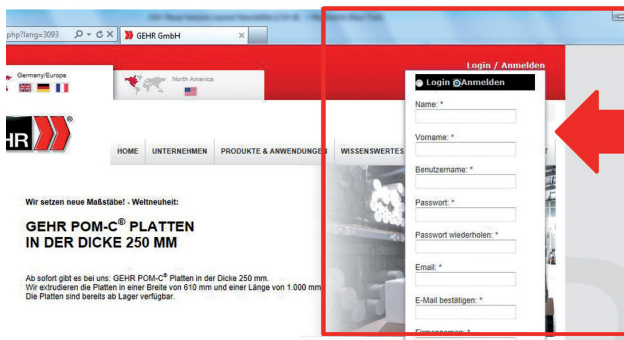 php?lang=3093
GEHR GmbH
Login / Anmelden
Germany/Europe
North America
Login Anmelden
Name: *
Vorname: *
Benutzername: *
Passwort: *
Passwort wiederholen: *
Email: *
E-Mail bestätigen: *
HR
®
HOME UNTERNEHMEN PRODUKTE & ANWENDUNGEN WISSENSWERTES
Wir setzen neue Maßstäbe! - Weltneuheit:
GEHR POM-C® PLATTEN
IN DER DICKE 250 MM
Ab sofort gibt es bei uns: GEHR POM-C® Platten in der Dicke 250 mm.
Wir extrudieren die Platten in einer Breite von 610 mm und einer Länge von 1.000 mm
Die Platten sind bereits ab Lager verfügbar.